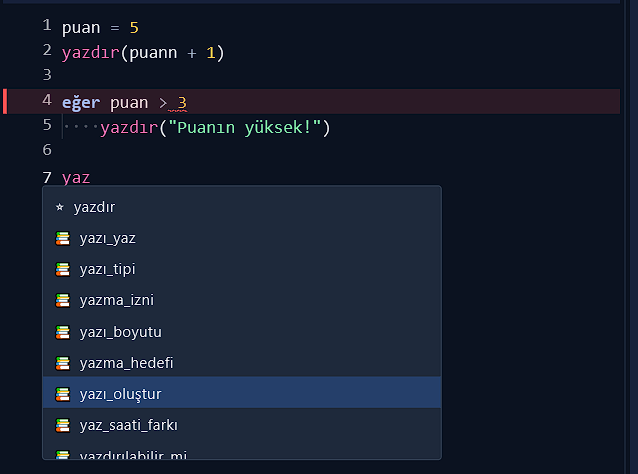 1 puan = 5
2 yazdır(puann + 1)
3
4 eğer puan > 3
5 ····yazdır("Puanın yüksek!")
6
7 yaz
☆ yazdır
yazı_yaz
yazı_tipi
yazma_izni
yazı_boyutu
yazma_hedefi
yazı_oluştur
yaz_saati_farkı
yazdırılabilir_mi